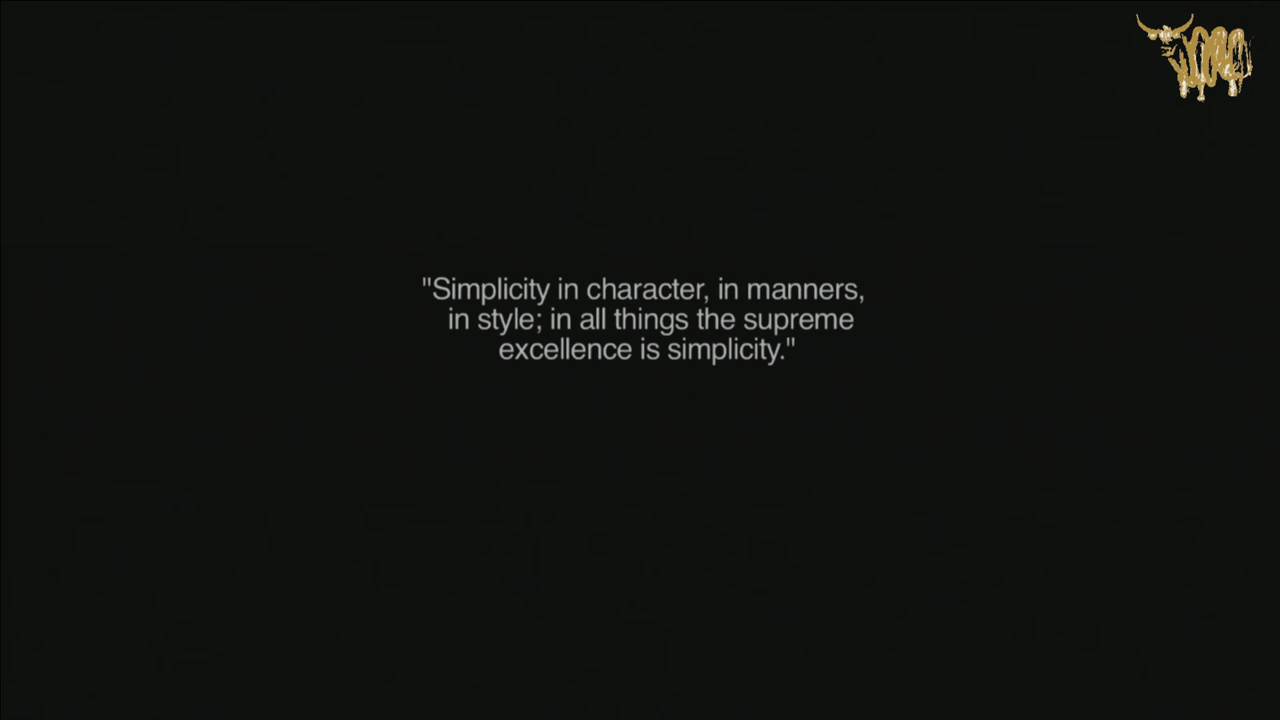 "Simplicity in character, in manners,
in style; in all things the supreme
excellence is simplicity."